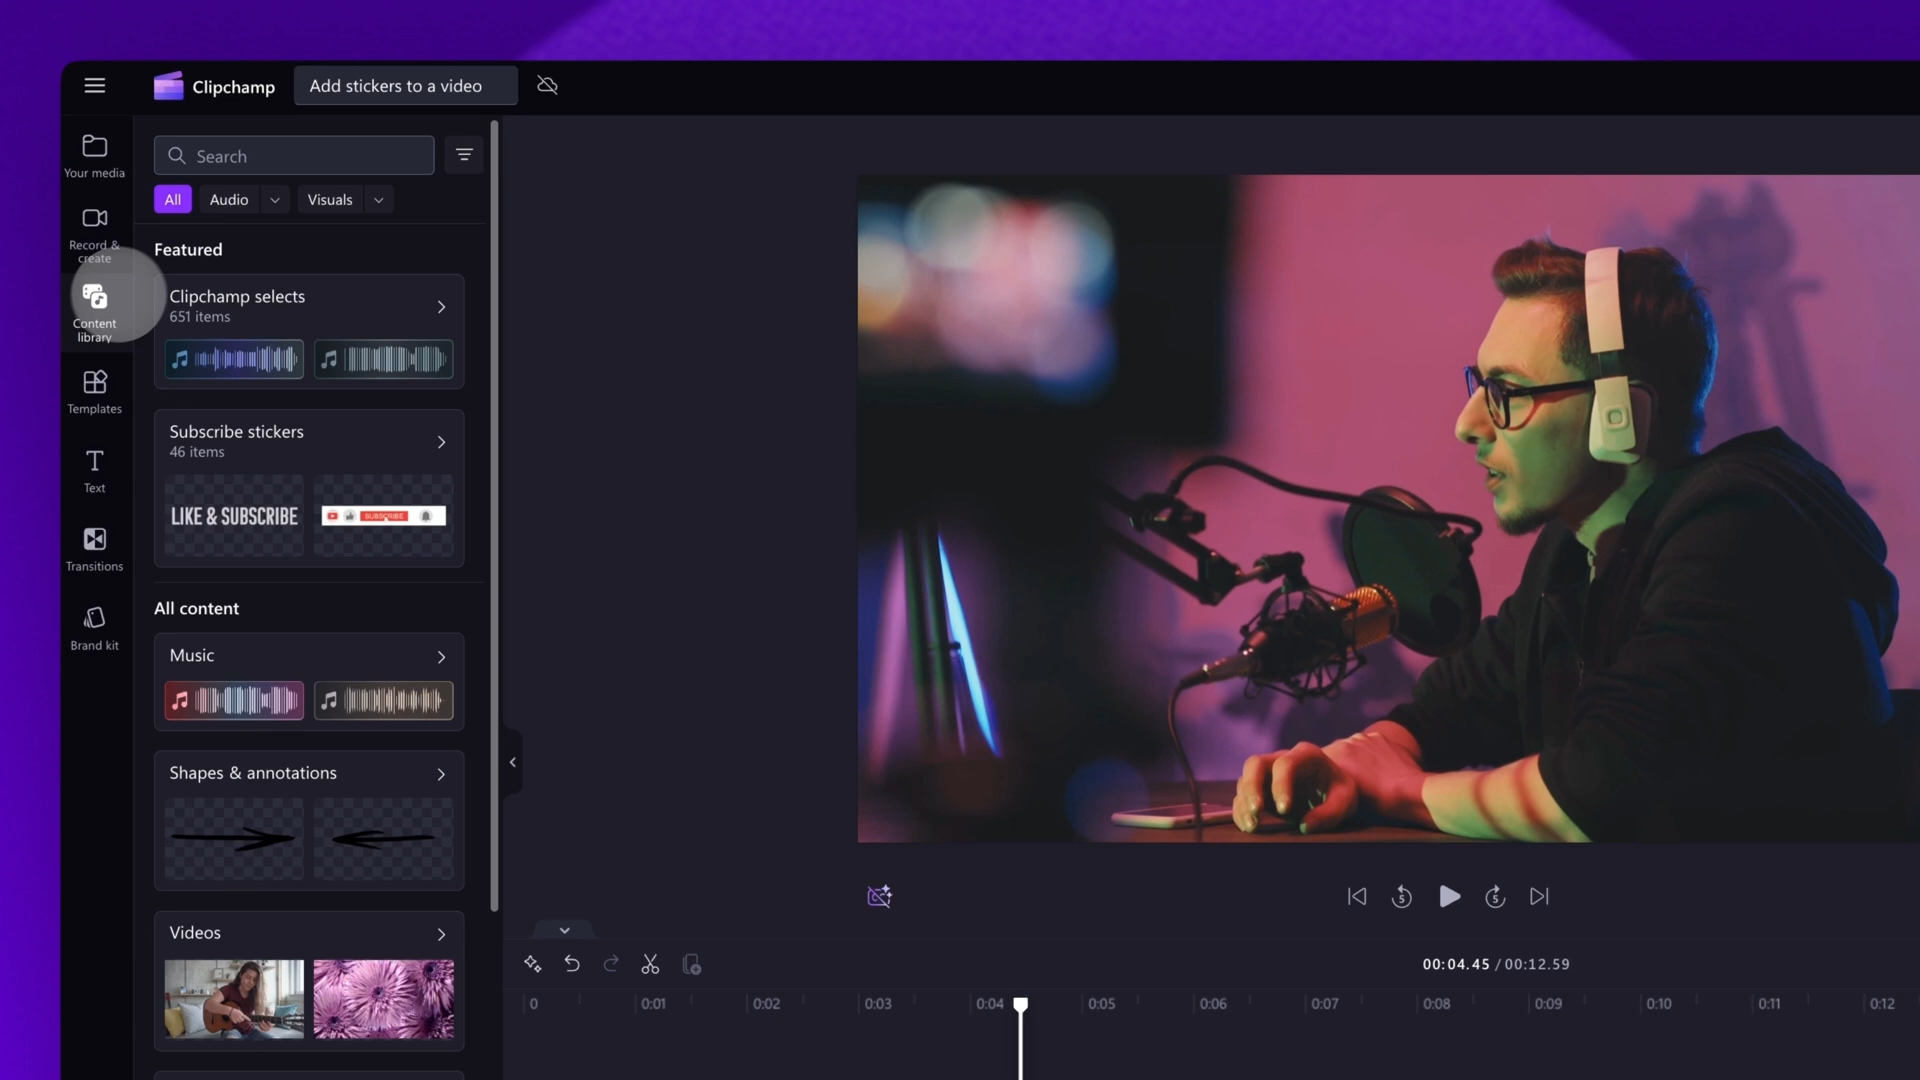 Clipchamp
Add stickers to a video
Your media
Record &
create
Content
library
Templates
Text
Transitions
Brand kit
Search
All
Audio
Visuals
Featured
Clipchamp selects
651 items
Subscribe stickers
46 items
LIKE & SUBSCRIBE
SUBSCRIBE
All content
Music
Shapes & annotations
Videos
5
5
00:04.45 / 00:12.59
0 0:01 0:02 0:03 0:04 0:05 0:06 0:07 0:08 0:09 0:10 0:11 0:12